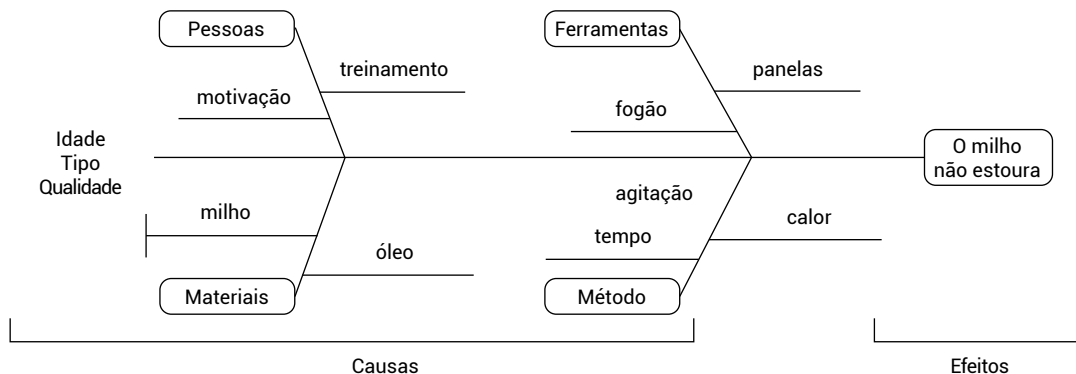 Pessoas
Ferramentas
treinamento
panelas
motivação
fogão
Idade
Tipo
Qualidade
O milho
não estoura
agitação
milho
calor
tempo
óleo
Materiais
Método
Causas
Efeitos